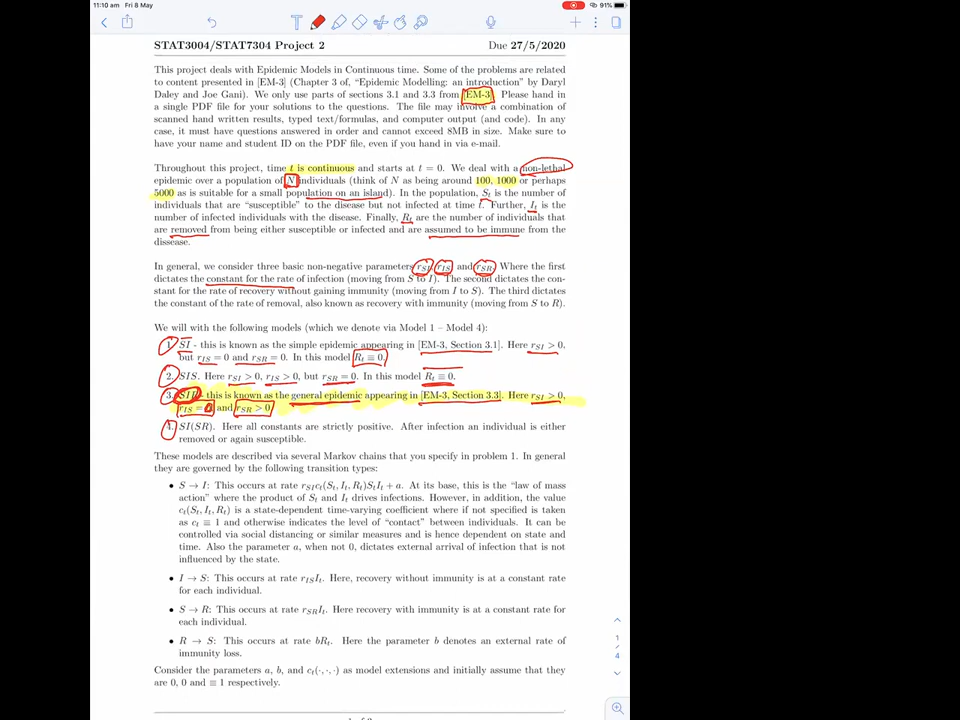 11:10 am Fri 8 May
91%
STAT3004/STAT7304 Project 2 Due 27/5/2020
This project deals with Epidemic Models in Continuous time. Some of the problems are related
to content presented in [EM-3] (Chapter 3 of, "Epidemic Modelling: an introduction" by Daryl
Daley and Joe Gani). We only use parts of sections 3.1 and 3.3 from [EM-3]. Please hand in
a single PDF file for your solutions to the questions. The file may involve a combination of
scanned hand written results, typed text/formulas, and computer output (and code). In any
case, it must have questions answered in order and cannot exceed 8MB in size. Make sure to
have your name and student ID on the PDF file, even if you hand in via e-mail.
Throughout this project, time t is continuous and starts at t = 0. We deal with a non-lethal
epidemic over a population of N individuals (think of N as being around 100, 1000 or perhaps
5000 as is suitable for a small population on an island). In the population, S_t is the number of
individuals that are "susceptible" to the disease but not infected at time t. Further, I_t is the
number of infected individuals with the disease. Finally, R_t are the number of individuals that
are removed from being either susceptible or infected and are assumed to be immune from the
dissease.
In general, we consider three basic non-negative parameters r_SI, r_IS and r_SR. Where the first
dictates the constant for the rate of infection (moving from S to I). The second dictates the con-
stant for the rate of recovery without gaining immunity (moving from I to S). The third dictates
the constant of the rate of removal, also known as recovery with immunity (moving from S to R).
We will with the following models (which we denote via Model 1 – Model 4):
1. SI - this is known as the simple epidemic appearing in [EM-3, Section 3.1]. Here r_SI > 0,
but r_IS = 0 and r_SR = 0. In this model R_t ≡ 0.
2. SIS. Here r_SI > 0, r_IS > 0, but r_SR = 0. In this model R_t ≡ 0.
3. SIR - this is known as the general epidemic appearing in [EM-3, Section 3.3]. Here r_SI > 0,
r_IS = 0 and r_SR > 0.
4. SI(SR). Here all constants are strictly positive. After infection an individual is either
removed or again susceptible.
These models are described via several Markov chains that you specify in problem 1. In general
they are governed by the following transition types:
• S → I: This occurs at rate r_SI c_t(S_t, I_t, R_t)S_t I_t + a. At its base, this is the "law of mass
action" where the product of S_t and I_t drives infections. However, in addition, the value
c_t(S_t, I_t, R_t) is a state-dependent time-varying coefficient where if not specified is taken
as c_t ≡ 1 and otherwise indicates the level of "contact" between individuals. It can be
controlled via social distancing or similar measures and is hence dependent on state and
time. Also the parameter a, when not 0, dictates external arrival of infection that is not
influenced by the state.
• I → S: This occurs at rate r_IS I_t. Here, recovery without immunity is at a constant rate
for each individual.
• S → R: This occurs at rate r_SR I_t. Here recovery with immunity is at a constant rate for
each individual.
• R → S: This occurs at rate bR_t. Here the parameter b denotes an external rate of
immunity loss.
Consider the parameters a, b, and c_t(·, ·, ·) as model extensions and initially assume that they
are 0, 0 and ≡ 1 respectively.
1
/
4